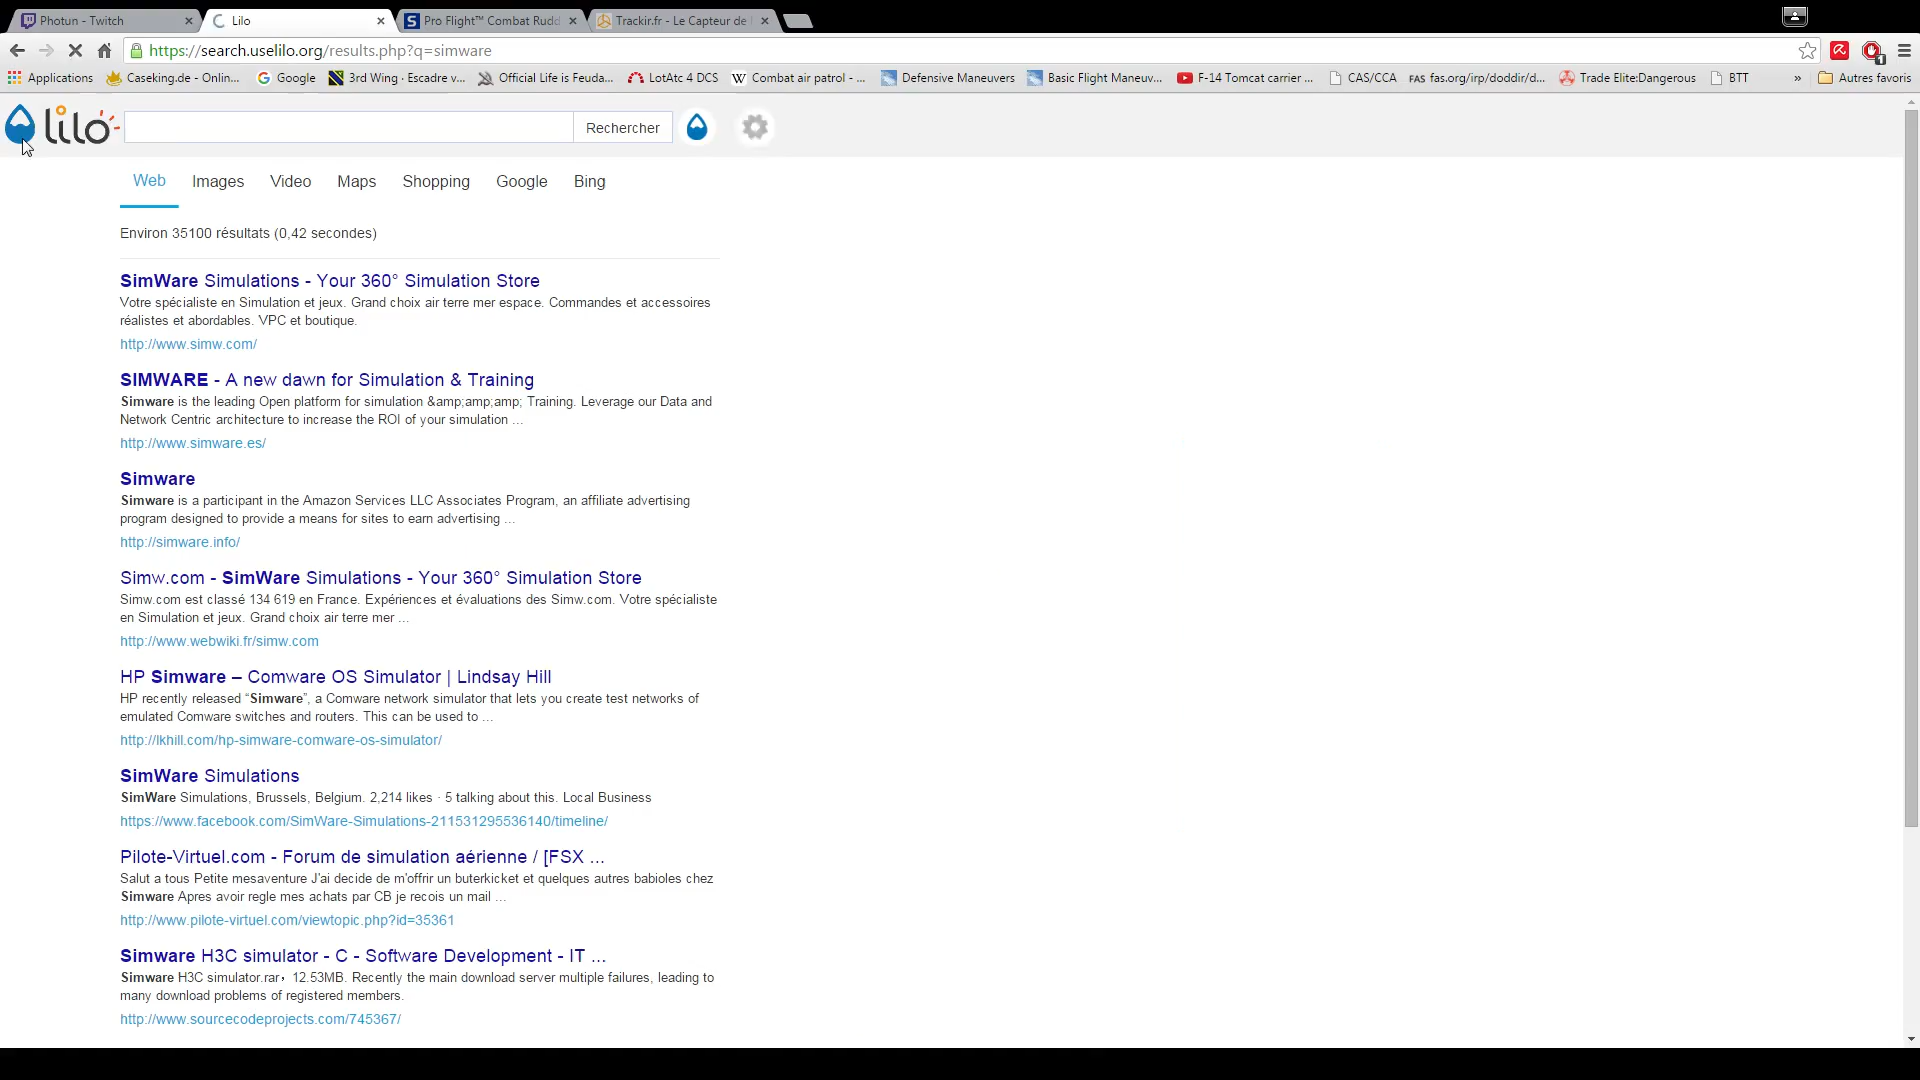 Photun - Twitch
Lilo
Pro Flight™ Combat Rudd
Trackir.fr - Le Capteur de
https://search.uselilo.org/results.php?q=simware
Applications
Caseking.de - Onlin...
Google
3rd Wing · Escadre v...
Official Life is Feuda...
LotAtc 4 DCS
Combat air patrol - ...
Defensive Maneuvers
Basic Flight Maneuv...
F-14 Tomcat carrier ...
CAS/CCA
FAS fas.org/irp/doddir/d...
Trade Elite:Dangerous
BTT
»
Autres favoris
lilo
Rechercher
Web
Images
Video
Maps
Shopping
Google
Bing
Environ 35100 résultats (0,42 secondes)
SimWare Simulations - Your 360° Simulation Store
Votre spécialiste en Simulation et jeux. Grand choix air terre mer espace. Commandes et accessoires
réalistes et abordables. VPC et boutique.
http://www.simw.com/
SIMWARE - A new dawn for Simulation & Training
Simware is the leading Open platform for simulation &amp;amp;amp; Training. Leverage our Data and
Network Centric architecture to increase the ROI of your simulation ...
http://www.simware.es/
Simware
Simware is a participant in the Amazon Services LLC Associates Program, an affiliate advertising
program designed to provide a means for sites to earn advertising ...
http://simware.info/
Simw.com - SimWare Simulations - Your 360° Simulation Store
Simw.com est classé 134 619 en France. Expériences et évaluations des Simw.com. Votre spécialiste
en Simulation et jeux. Grand choix air terre mer ...
http://www.webwiki.fr/simw.com
HP Simware – Comware OS Simulator | Lindsay Hill
HP recently released “Simware”, a Comware network simulator that lets you create test networks of
emulated Comware switches and routers. This can be used to ...
http://lkhill.com/hp-simware-comware-os-simulator/
SimWare Simulations
SimWare Simulations, Brussels, Belgium. 2,214 likes · 5 talking about this. Local Business
https://www.facebook.com/SimWare-Simulations-211531295536140/timeline/
Pilote-Virtuel.com - Forum de simulation aérienne / [FSX ...
Salut a tous Petite mesaventure J'ai decide de m'offrir un buterkicket et quelques autres babioles chez
Simware Apres avoir regle mes achats par CB je recois un mail ...
http://www.pilote-virtuel.com/viewtopic.php?id=35361
Simware H3C simulator - C - Software Development - IT ...
Simware H3C simulator.rar，12.53MB. Recently the main download server multiple failures, leading to
many download problems of registered members.
http://www.sourcecodeprojects.com/745367/